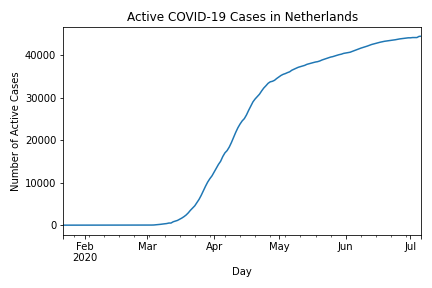 Active COVID-19 Cases in Netherlands
Number of Active Cases
40000
30000
20000
10000
0
Feb Mar Apr May Jun Jul
2020
Day